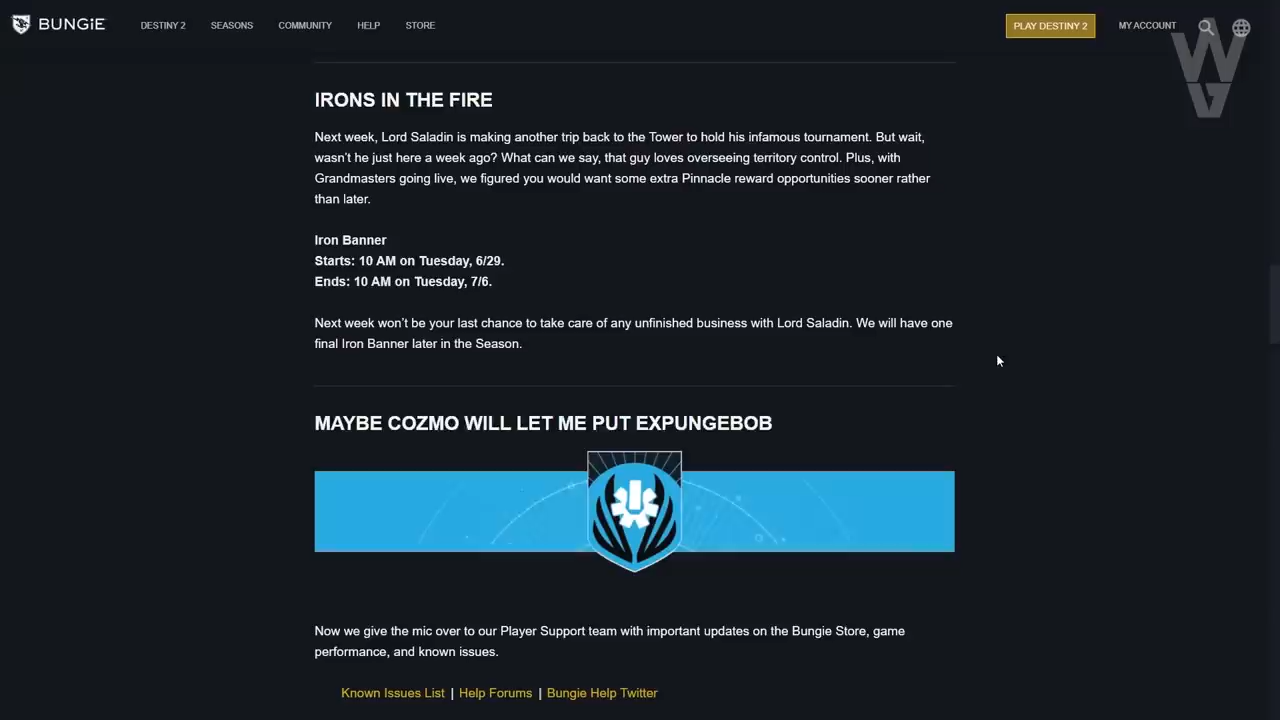 BUNGiE DESTINY 2 SEASONS COMMUNITY HELP STORE PLAY DESTINY 2 MY ACCOUNT
WG
IRONS IN THE FIRE
Next week, Lord Saladin is making another trip back to the Tower to hold his infamous tournament. But wait,
wasn't he just here a week ago? What can we say, that guy loves overseeing territory control. Plus, with
Grandmasters going live, we figured you would want some extra Pinnacle reward opportunities sooner rather
than later.
Iron Banner
Starts: 10 AM on Tuesday, 6/29.
Ends: 10 AM on Tuesday, 7/6.
Next week won't be your last chance to take care of any unfinished business with Lord Saladin. We will have one
final Iron Banner later in the Season.
MAYBE COZMO WILL LET ME PUT EXPUNGEBOB
Now we give the mic over to our Player Support team with important updates on the Bungie Store, game
performance, and known issues.
Known Issues List | Help Forums | Bungie Help Twitter